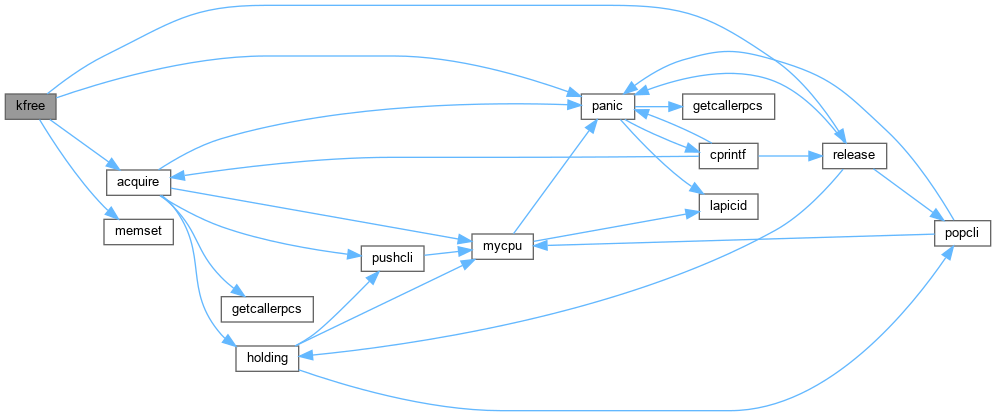 kfree
acquire
memset
getcallerpcs
holding
pushcli
mycpu
panic
getcallerpcs
cprintf
lapicid
release
popcli